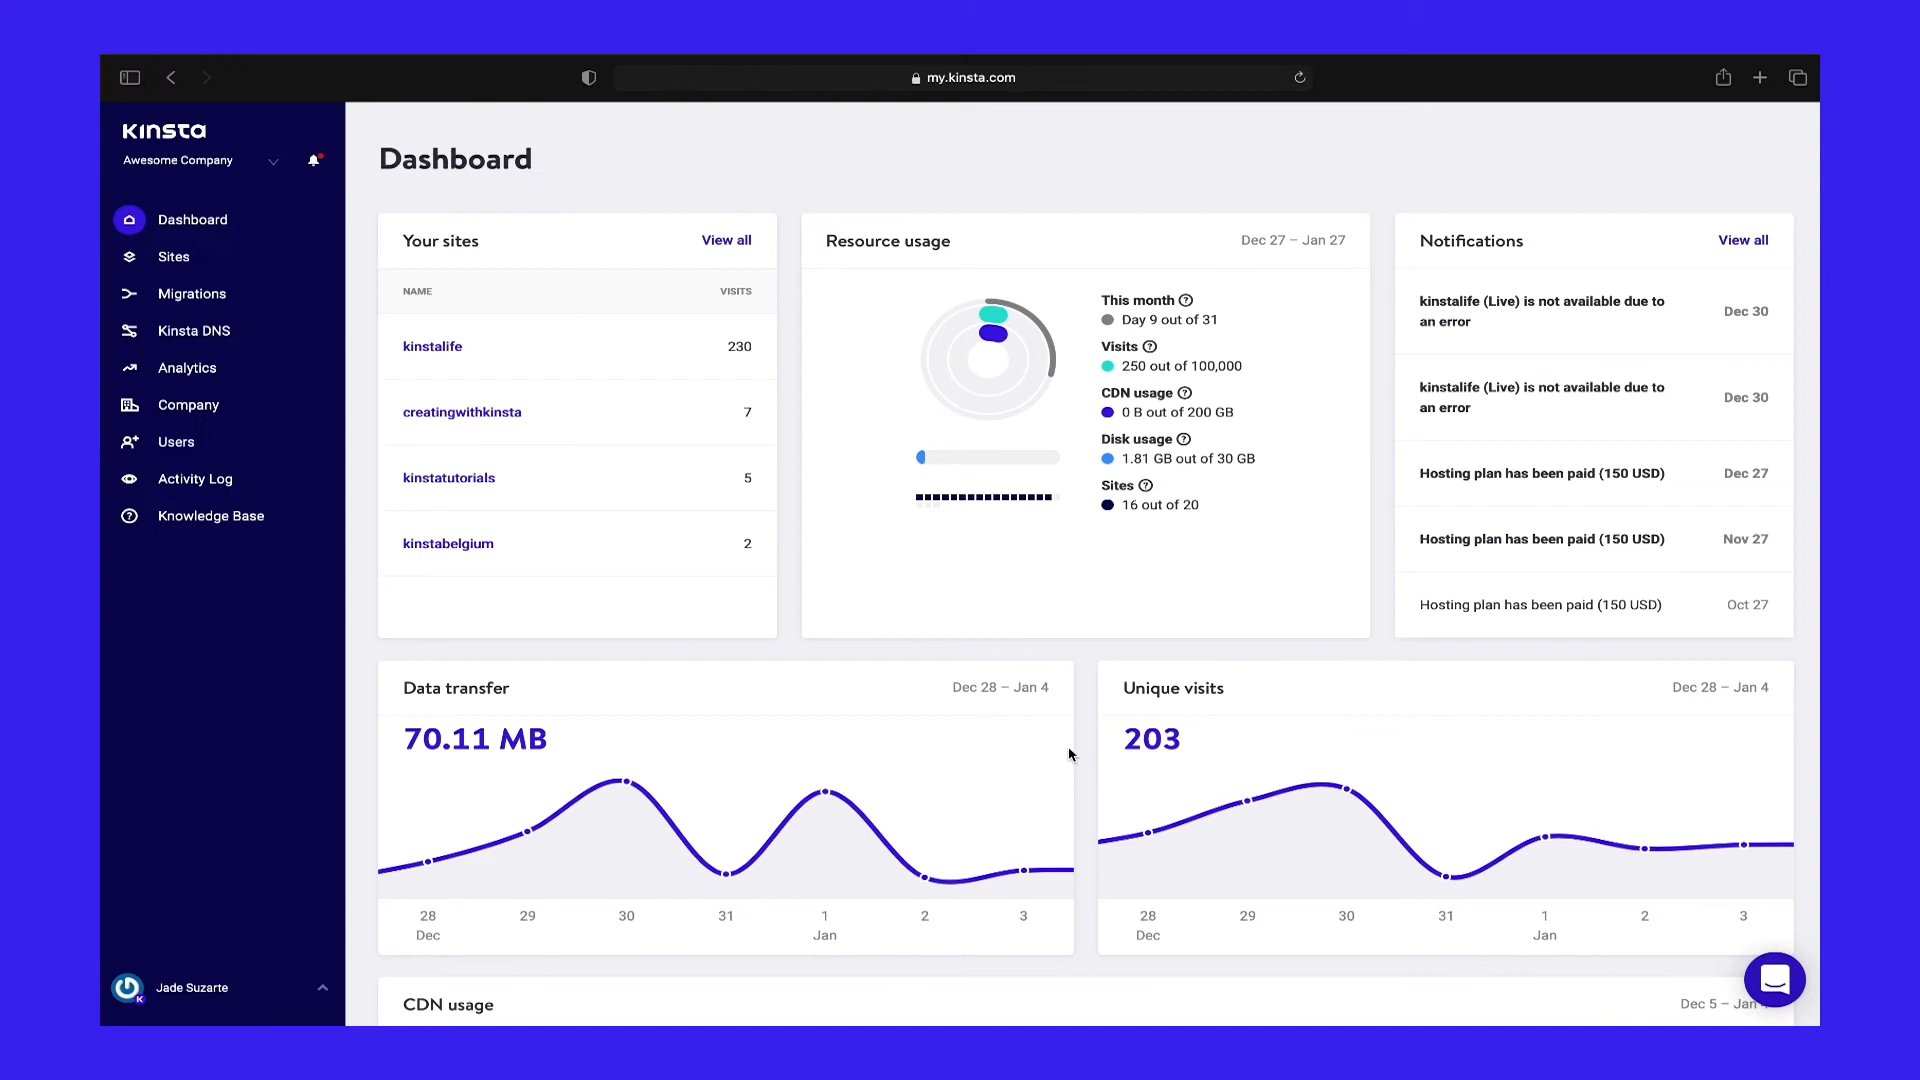 my.kinsta.com
KINSTA
Awesome Company
Dashboard
Sites
Migrations
Kinsta DNS
Analytics
Company
Users
Activity Log
Knowledge Base
Jade Suzarte
K
Dashboard
Your sites
View all
NAME
VISITS
kinstalife
230
creatingwithkinsta
7
kinstatutorials
5
kinstabelgium
2
Resource usage
Dec 27 – Jan 27
This month ?
Day 9 out of 31
Visits ?
250 out of 100,000
CDN usage ?
0 B out of 200 GB
Disk usage ?
1.81 GB out of 30 GB
Sites ?
16 out of 20
Notifications
View all
kinstalife (Live) is not available due to
an error
Dec 30
kinstalife (Live) is not available due to
an error
Dec 30
Hosting plan has been paid (150 USD)
Dec 27
Hosting plan has been paid (150 USD)
Nov 27
Hosting plan has been paid (150 USD)
Oct 27
Data transfer
Dec 28 – Jan 4
70.11 MB
28 29 30 31 1 2 3
Dec Jan
Unique visits
Dec 28 – Jan 4
203
28 29 30 31 1 2 3
Dec Jan
CDN usage
Dec 5 – Jan